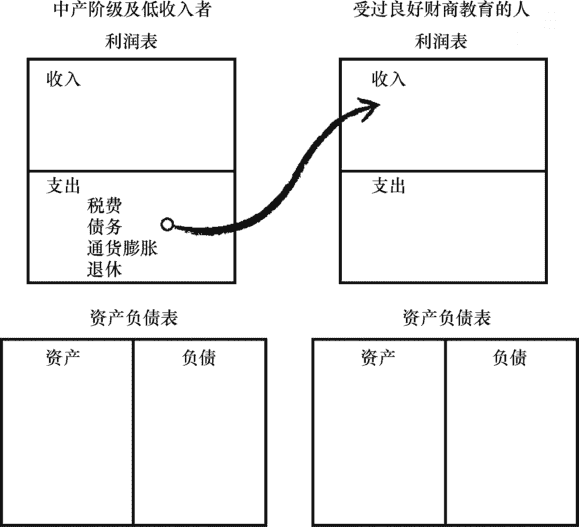 中产阶级及低收入者
利润表
收入
支出
税费
债务
通货膨胀
退休
资产负债表
资产 负债
受过良好财商教育的人
利润表
收入
支出
资产负债表
资产 负债